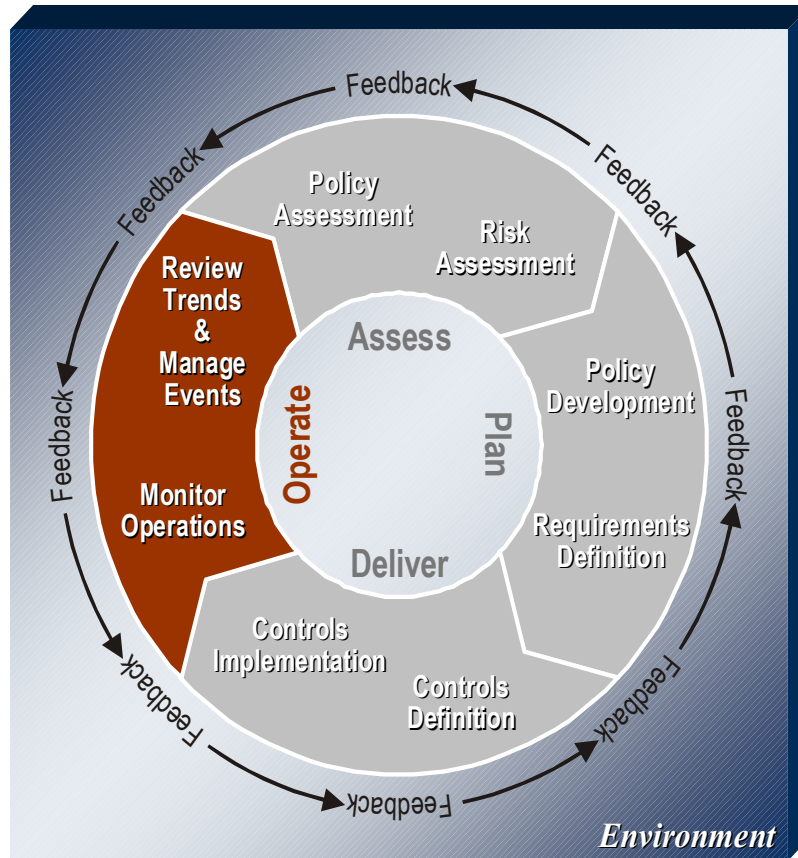 Feedback
Feedback
Feedback
Policy
Assessment
Risk
Assessment
Review
Trends
&
Manage
Events
Assess
Policy
Development
Operate
Plan
Feedback
Feedback
Monitor
Operations
Requirements
Definition
Deliver
Controls
Implementation
Controls
Definition
Feedback
Feedback
Feedback
Environment